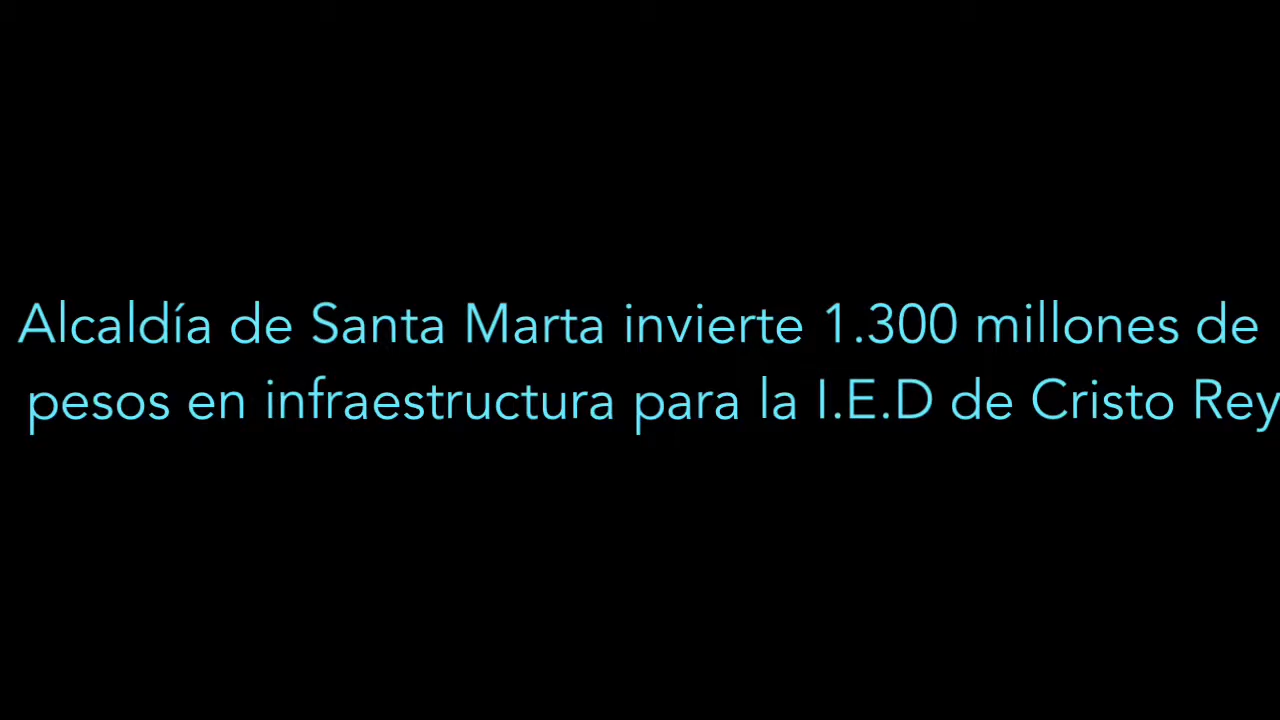 Alcaldía de Santa Marta invierte 1.300 millones de
pesos en infraestructura para la I.E.D de Cristo Rey